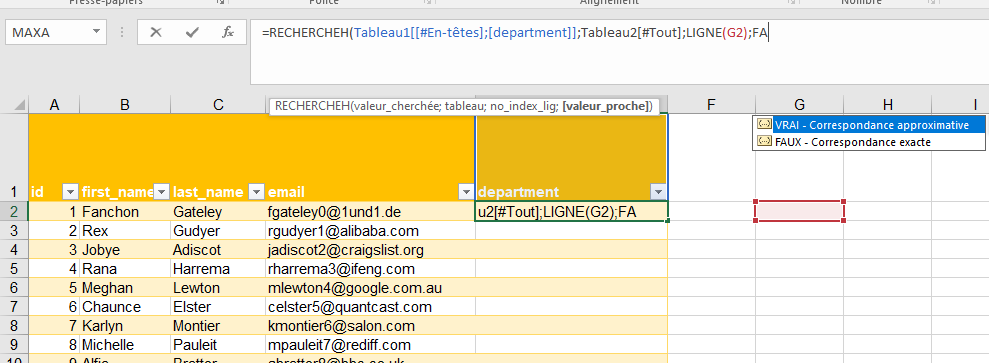 Presse-papiers Police Alignement Nombre
MAXA =RECHERCHEH(Tableau1[[#En-têtes];[department]];Tableau2[#Tout];LIGNE(G2);FA
RECHERCHEH(valeur_cherchée; tableau; no_index_lig; [valeur_proche])
A B F G H I
VRAI - Correspondance approximative
FAUX - Correspondance exacte
1 id first_name last_name email department
2 1 Fanchon Gateley fgateley0@1und1.de u2[#Tout];LIGNE(G2);FA
3 2 Rex Gudyer rgudyer1@alibaba.com
4 3 Jobye Adiscot jadiscot2@craigslist.org
5 4 Rana Harrema rharrema3@ifeng.com
6 5 Meghan Lewton mlewton4@google.com.au
7 6 Chaunce Elster celster5@quantcast.com
8 7 Karlyn Montier kmontier6@salon.com
9 8 Michelle Pauleit mpauleit7@rediff.com
10 9